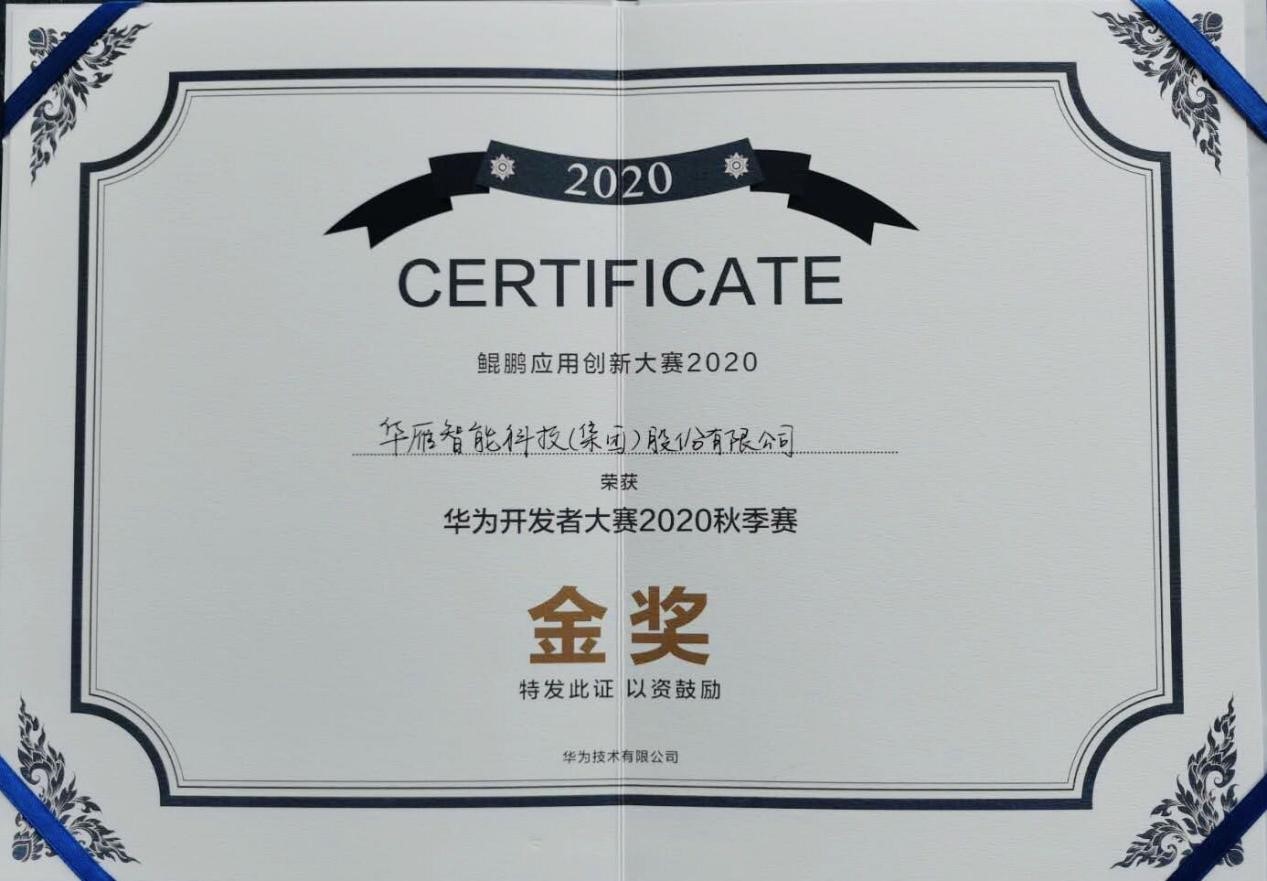 2020
CERTIFICATE
鲲鹏应用创新大赛2020
华雁智能科技(集团)股份有限公司
荣获
华为开发者大赛2020秋季赛
金奖
特发此证 以资鼓励
华为技术有限公司